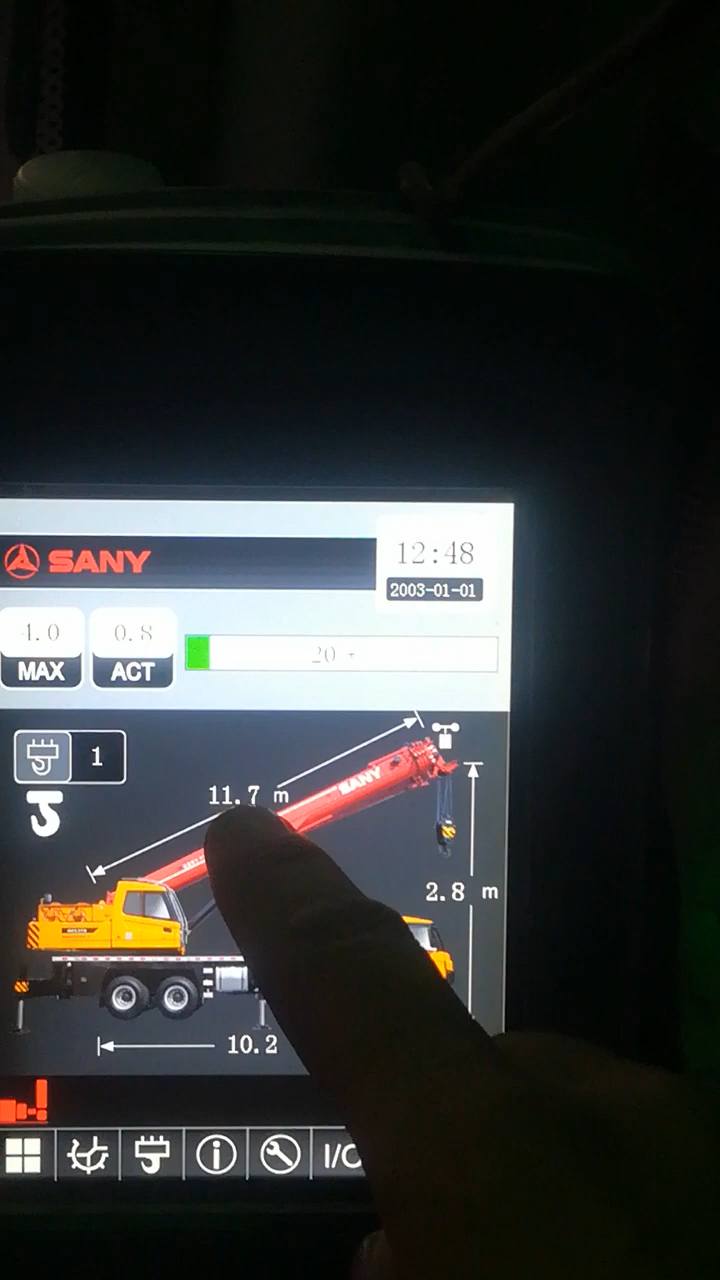 SANY
12:48
2003-01-01
4.0
0.8
20
MAX
ACT
1
SANY
11.7 m
2.8 m
10.2
I/O